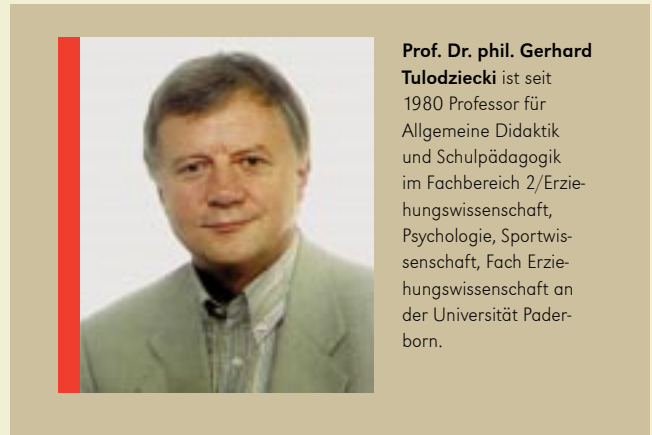 Prof. Dr. phil. Gerhard
Tulodziecki ist seit
1980 Professor für
Allgemeine Didaktik
und Schulpädagogik
im Fachbereich 2/Erzie-
hungswissenschaft,
Psychologie, Sportwis-
senschaft, Fach Erzie-
hungswissenschaft an
der Universität Pader-
born.